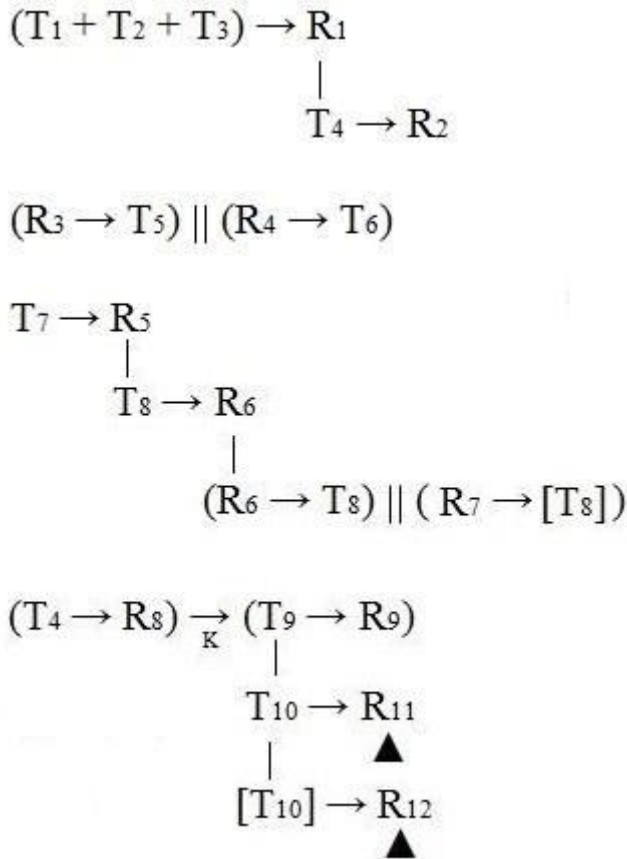 (T₁ + T₂ + T₃) → R₁
|
T₄ → R₂
(R₃ → T₅) || (R₄ → T₆)
T₇ → R₅
|
T₈ → R₆
|
(R₆ → T₈) || ( R₇ → [T₈])
(T₄ → R₈) →K (T₉ → R₉)
|
T₁₀ → R₁₁
▲
|
[T₁₀] → R₁₂
▲